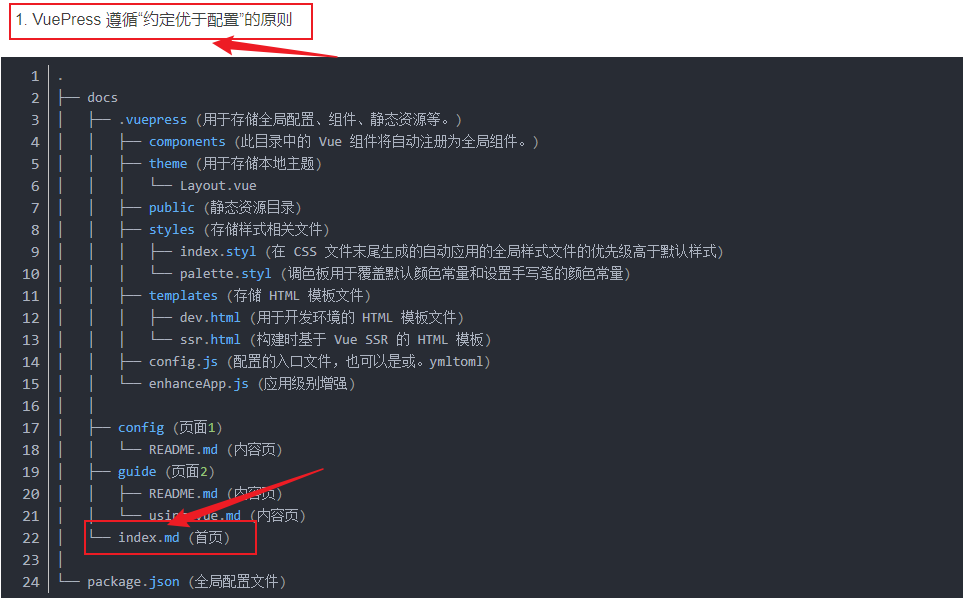 1. VuePress 遵循“约定优于配置”的原则
1 .
2 ├── docs
3 │   ├── .vuepress (用于存储全局配置、组件、静态资源等。)
4 │   │   ├── components (此目录中的 Vue 组件将自动注册为全局组件。)
5 │   │   ├── theme (用于存储本地主题)
6 │   │   │   └── Layout.vue
7 │   │   ├── public (静态资源目录)
8 │   │   ├── styles (存储样式相关文件)
9 │   │   │   ├── index.styl (在 CSS 文件末尾生成的自动应用的全局样式文件的优先级高于默认样式)
10 │   │   │   └── palette.styl (调色板用于覆盖默认颜色常量和设置手写笔的颜色常量)
11 │   │   ├── templates (存储 HTML 模板文件)
12 │   │   │   ├── dev.html (用于开发环境的 HTML 模板文件)
13 │   │   │   └── ssr.html (构建时基于 Vue SSR 的 HTML 模板)
14 │   │   ├── config.js (配置的入口文件，也可以是或。ymltoml)
15 │   │   └── enhanceApp.js (应用级别增强)
16 │   │
17 │   ├── config (页面1)
18 │   │   └── README.md (内容页)
19 │   ├── guide (页面2)
20 │   │   ├── README.md (内容页)
21 │   │   └── using-vue.md (内容页)
22 │   └── index.md (首页)
23 │
24 └── package.json (全局配置文件)